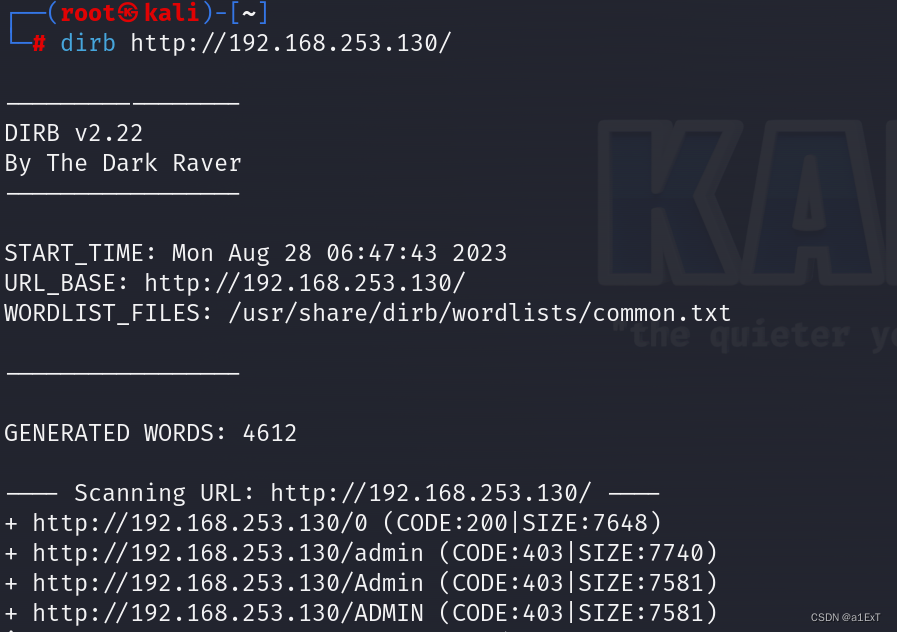 ┌──(root㉿kali)-[~]
└─# dirb http://192.168.253.130/
-----------------
DIRB v2.22
By The Dark Raver
-----------------
START_TIME: Mon Aug 28 06:47:43 2023
URL_BASE: http://192.168.253.130/
WORDLIST_FILES: /usr/share/dirb/wordlists/common.txt
-----------------
GENERATED WORDS: 4612
---- Scanning URL: http://192.168.253.130/ ----
+ http://192.168.253.130/0 (CODE:200|SIZE:7648)
+ http://192.168.253.130/admin (CODE:403|SIZE:7740)
+ http://192.168.253.130/Admin (CODE:403|SIZE:7581)
+ http://192.168.253.130/ADMIN (CODE:403|SIZE:7581)
KA
"the quieter yo
CSDN @a1ExT